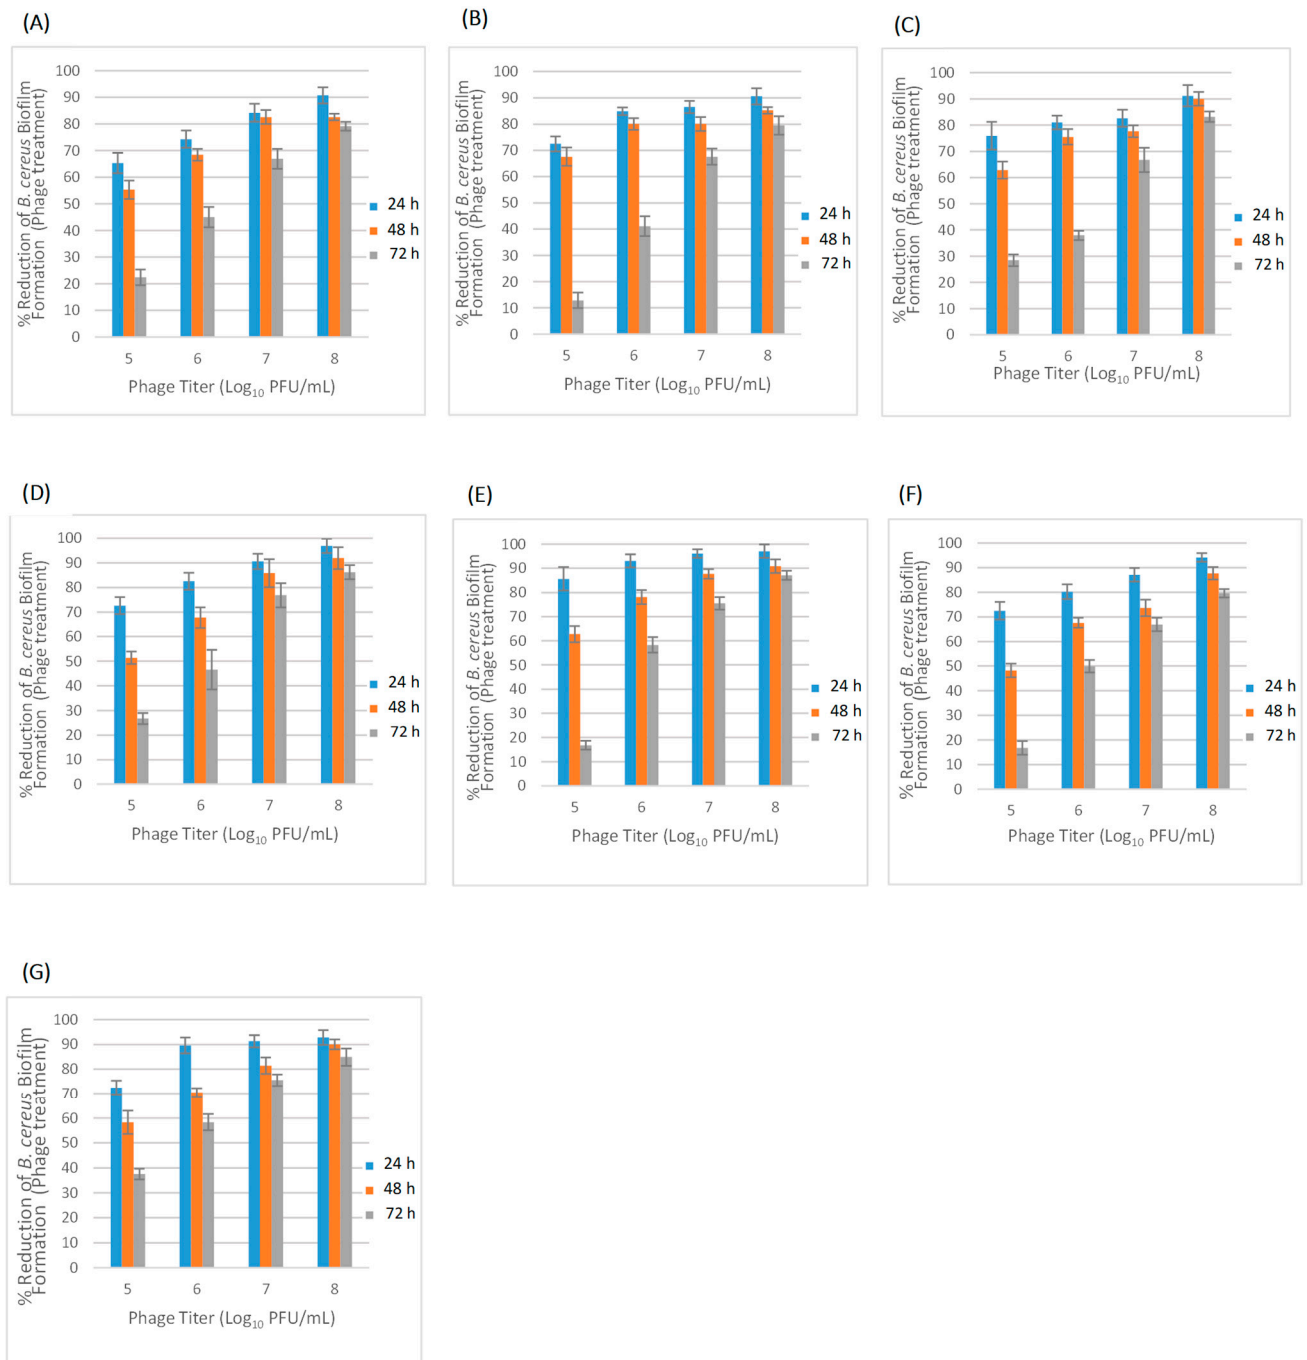 (A)
% Reduction of B. cereus Biofilm
Formation (Phage treatment)
100
90
80
70
60
50
40
30
20
10
0
5 6 7 8
Phage Titer (Log₁₀ PFU/mL)
24 h
48 h
72 h
(B)
% Reduction of B. cereus Biofilm
Formation (Phage treatment)
100
90
80
70
60
50
40
30
20
10
0
5 6 7 8
Phage Titer (Log₁₀ PFU/mL)
24 h
48 h
72 h
(C)
% Reduction of B. cereus Biofilm
Formation (Phage treatment)
100
90
80
70
60
50
40
30
20
10
0
5 6 7 8
Phage Titer (Log₁₀ PFU/mL)
24 h
48 h
72 h
(D)
% Reduction of B. cereus Biofilm
Formation (Phage treatment)
100
90
80
70
60
50
40
30
20
10
0
5 6 7 8
Phage Titer (Log₁₀ PFU/mL)
24 h
48 h
72 h
(E)
% Reduction of B. cereus Biofilm
Formation (Phage treatment)
100
90
80
70
60
50
40
30
20
10
0
5 6 7 8
Phage Titer (Log₁₀ PFU/mL)
24 h
48 h
72 h
(F)
% Reduction of B. cereus Biofilm
Formation (Phage treatment)
100
90
80
70
60
50
40
30
20
10
0
5 6 7 8
Phage Titer (Log₁₀ PFU/mL)
24 h
48 h
72 h
(G)
% Reduction of B. cereus Biofilm
Formation (Phage treatment)
100
90
80
70
60
50
40
30
20
10
0
5 6 7 8
Phage Titer (Log₁₀ PFU/mL)
24 h
48 h
72 h